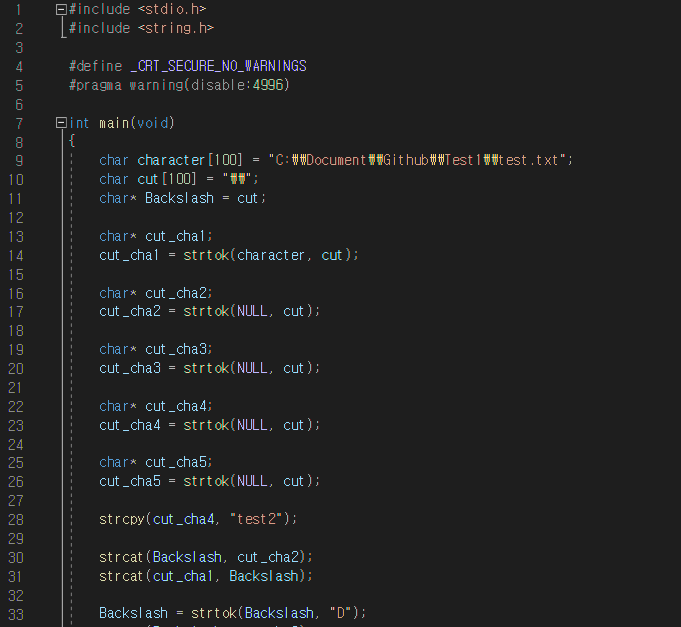 1 #include <stdio.h>
2 #include <string.h>
3
4 #define _CRT_SECURE_NO_WARNINGS
5 #pragma warning(disable:4996)
6
7 int main(void)
8 {
9 char character[100] = "C:₩₩Document₩₩Github₩₩Test1₩₩test.txt";
10 char cut[100] = "₩₩";
11 char* Backslash = cut;
12
13 char* cut_cha1;
14 cut_cha1 = strtok(character, cut);
15
16 char* cut_cha2;
17 cut_cha2 = strtok(NULL, cut);
18
19 char* cut_cha3;
20 cut_cha3 = strtok(NULL, cut);
21
22 char* cut_cha4;
23 cut_cha4 = strtok(NULL, cut);
24
25 char* cut_cha5;
26 cut_cha5 = strtok(NULL, cut);
27
28 strcpy(cut_cha4, "test2");
29
30 strcat(Backslash, cut_cha2);
31 strcat(cut_cha1, Backslash);
32
33 Backslash = strtok(Backslash, "D");